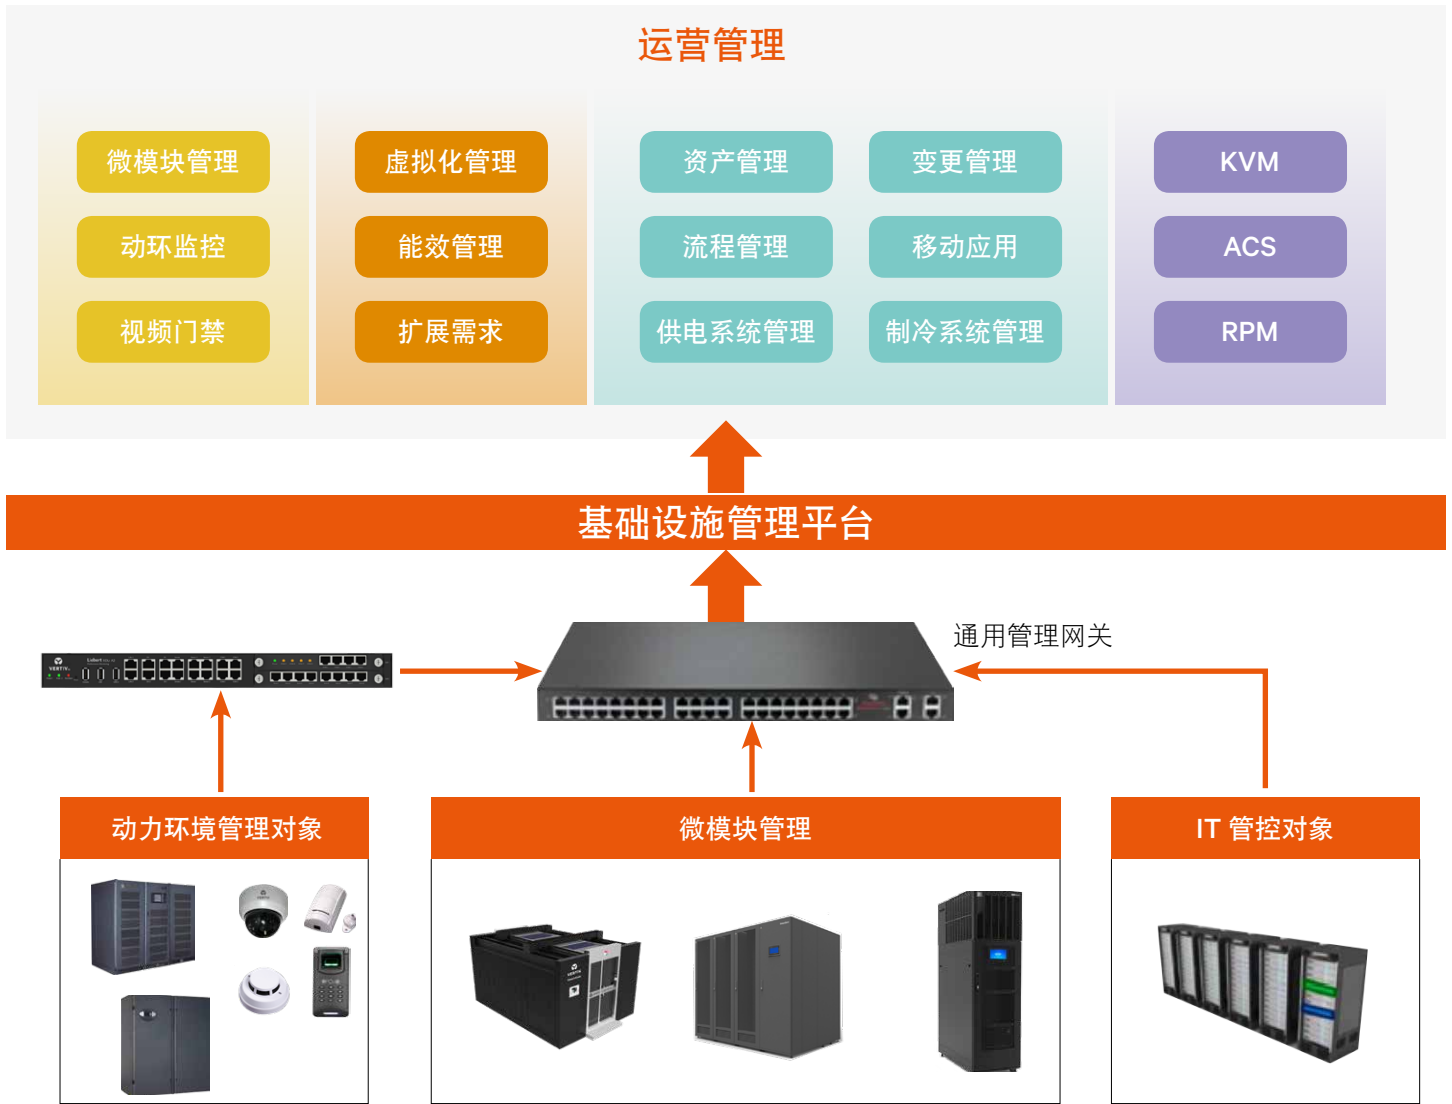 运营管理
微模块管理
虚拟化管理
资产管理
变更管理
KVM
动环监控
能效管理
流程管理
移动应用
ACS
视频门禁
扩展需求
供电系统管理
制冷系统管理
RPM
基础设施管理平台
通用管理网关
VERTIV
Liebert
动力环境管理对象
微模块管理
IT 管控对象
VERTIV